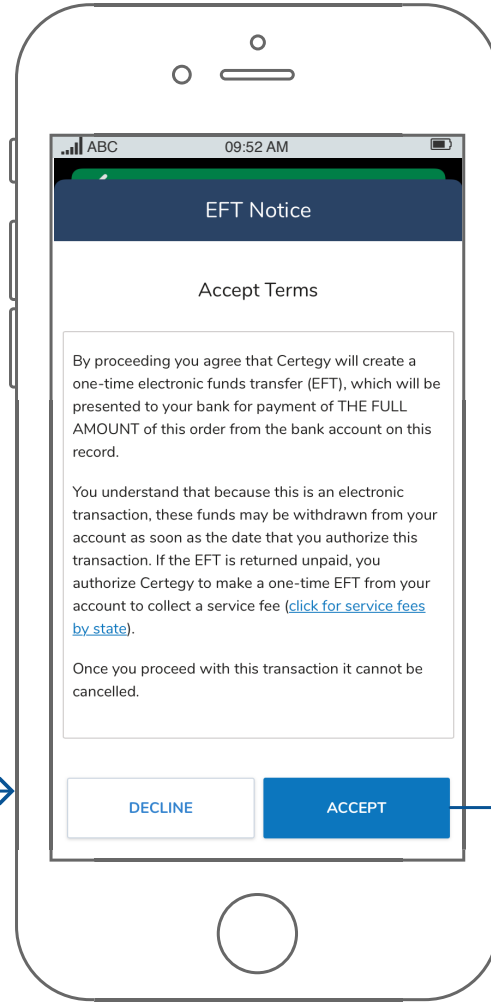 ABC 09:52 AM
EFT Notice
Accept Terms
By proceeding you agree that Certegy will create a
one-time electronic funds transfer (EFT), which will be
presented to your bank for payment of THE FULL
AMOUNT of this order from the bank account on this
record.
You understand that because this is an electronic
transaction, these funds may be withdrawn from your
account as soon as the date that you authorize this
transaction. If the EFT is returned unpaid, you
authorize Certegy to make a one-time EFT from your
account to collect a service fee (click for service fees
by state).
Once you proceed with this transaction it cannot be
cancelled.
DECLINE ACCEPT